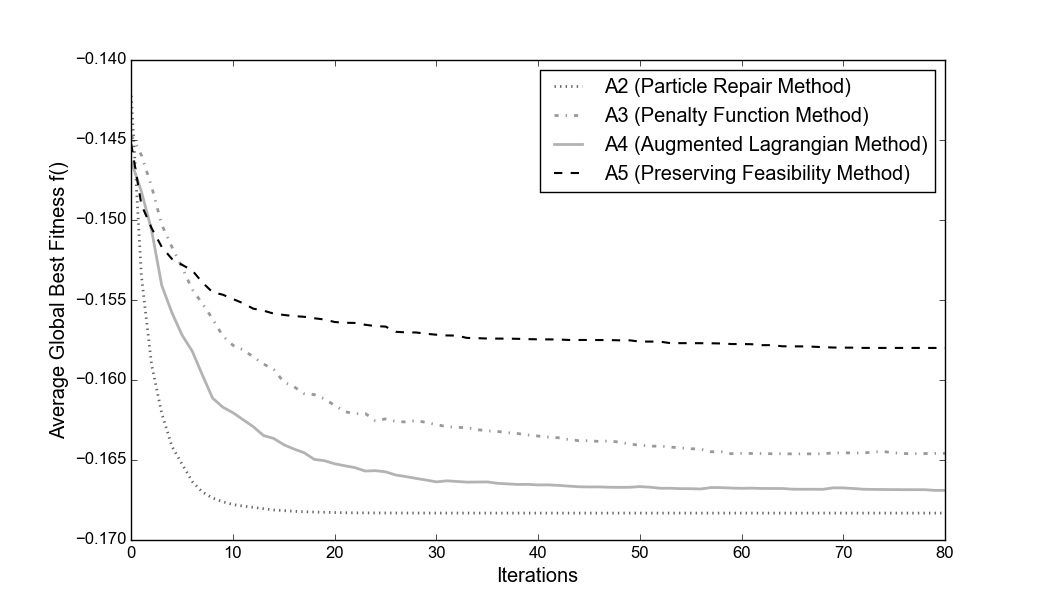 −0.140
−0.145
−0.150
−0.155
−0.160
−0.165
−0.170
Average Global Best Fitness f()
A2 (Particle Repair Method)
A3 (Penalty Function Method)
A4 (Augmented Lagrangian Method)
A5 (Preserving Feasibility Method)
0 10 20 30 40 50 60 70 80
Iterations